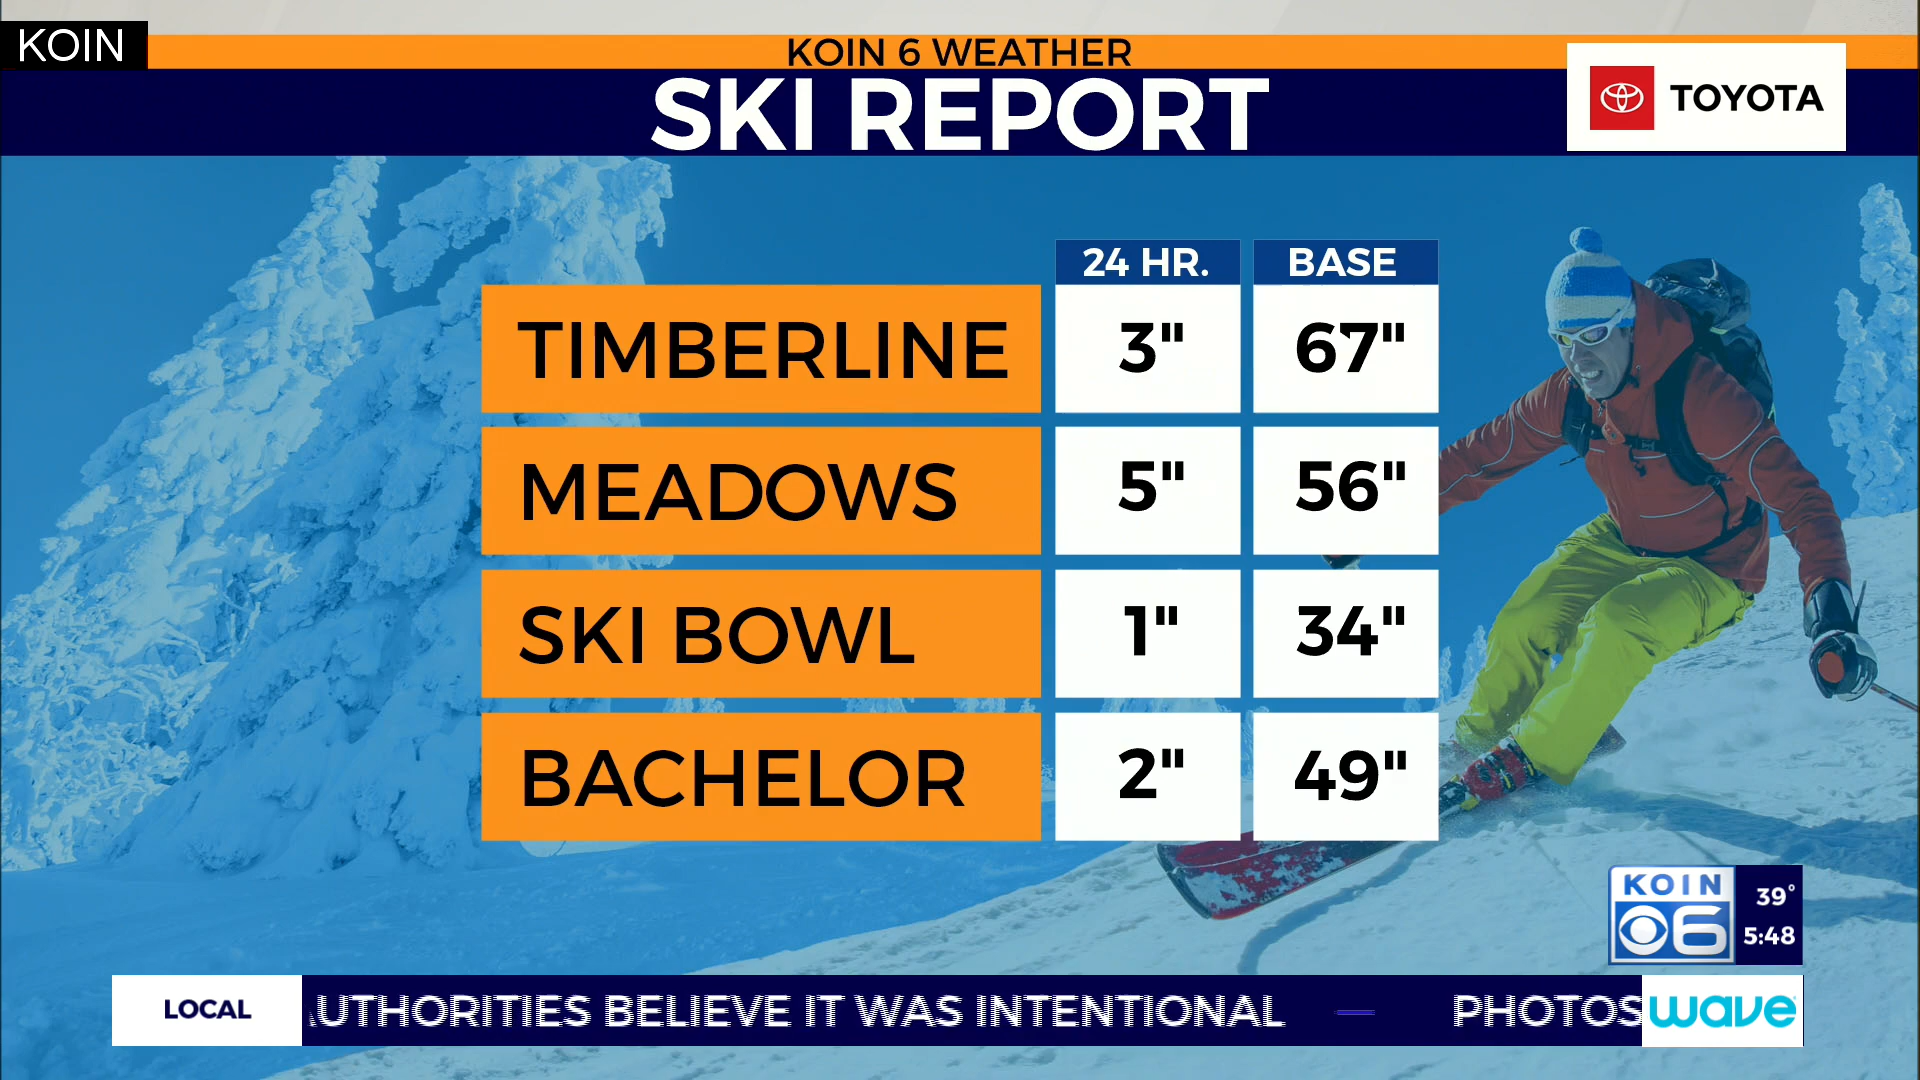 KOIN
KOIN 6 WEATHER
SKI REPORT
TOYOTA
24 HR. BASE
TIMBERLINE 3" 67"
MEADOWS 5" 56"
SKI BOWL 1" 34"
BACHELOR 2" 49"
KOIN
6
39°
5:48
LOCAL
UTHORITIES BELIEVE IT WAS INTENTIONAL — PHOTOS
wave